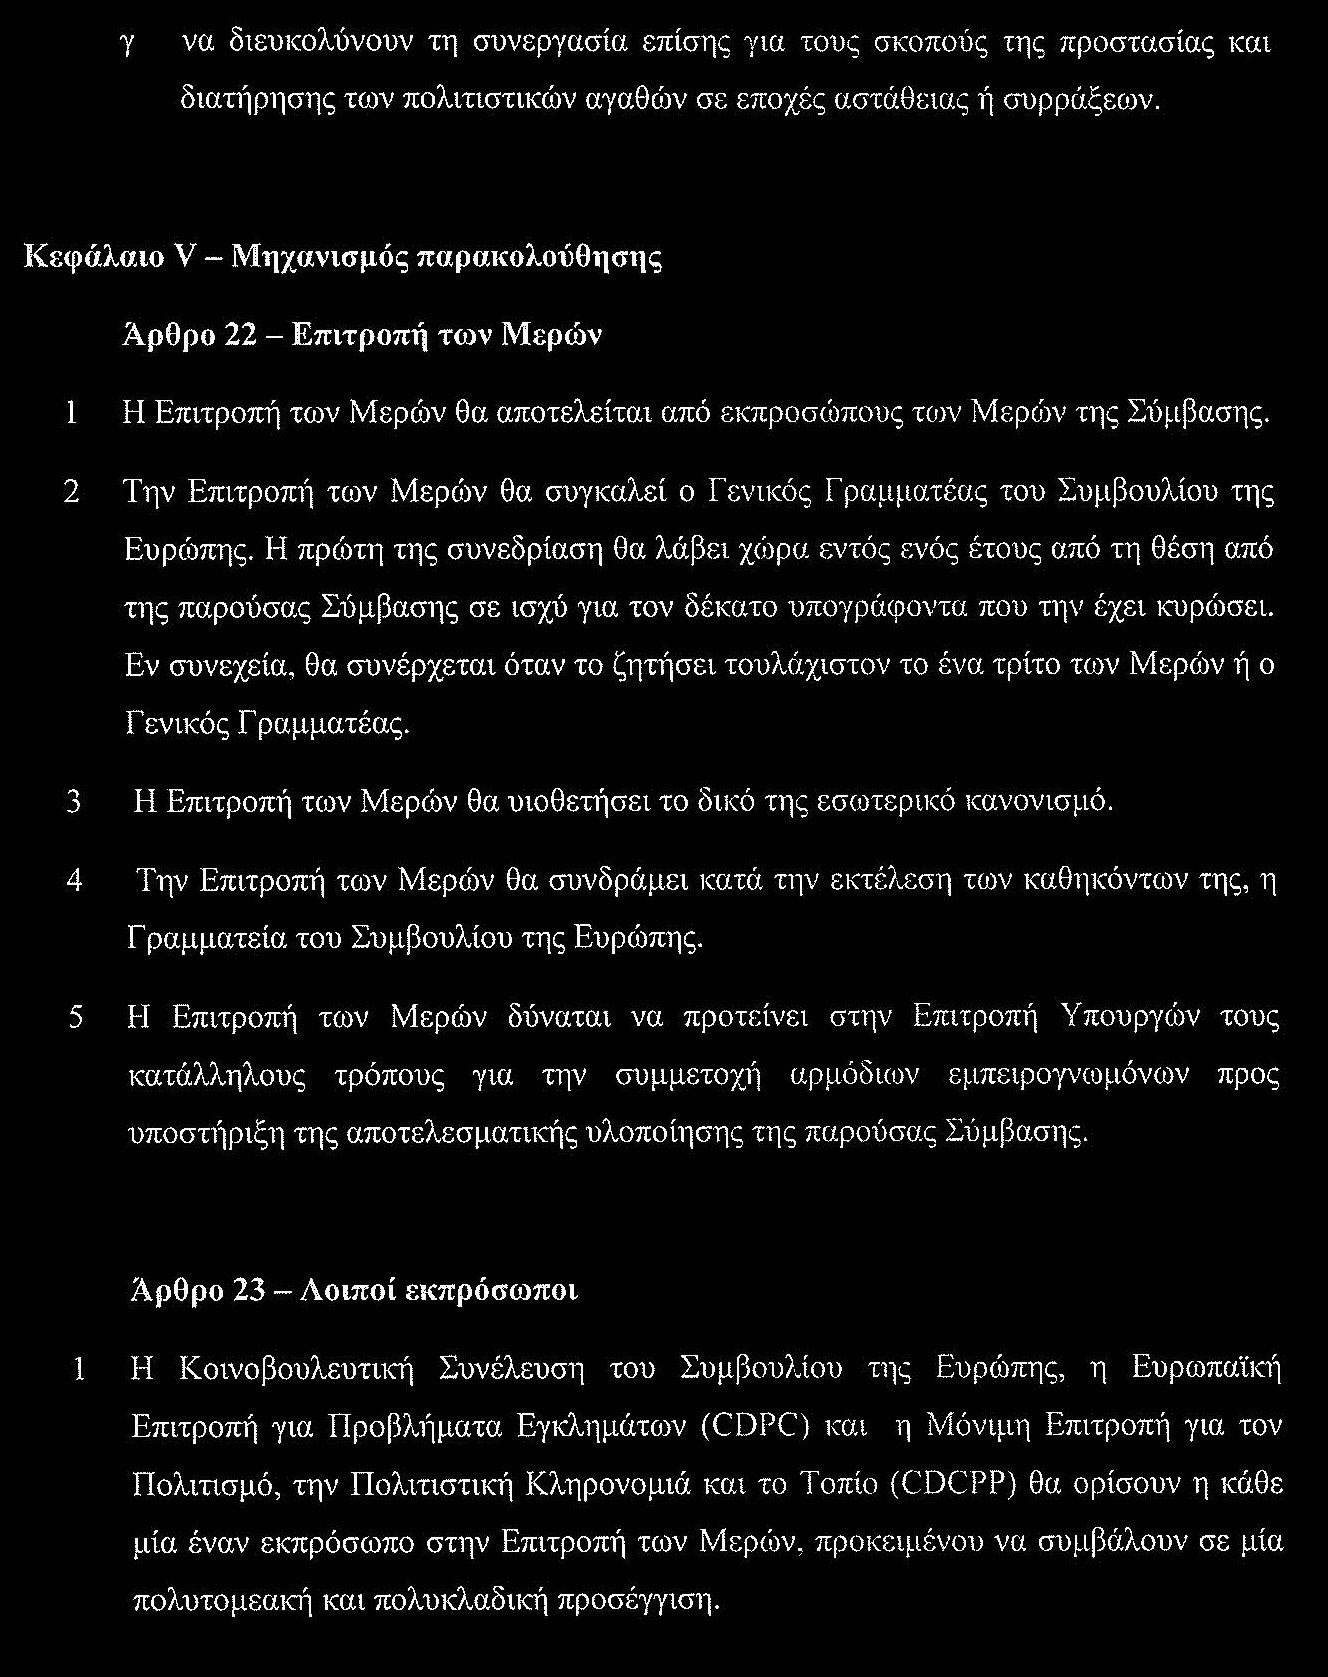 γ να διευκολύνουν τη συνεργασία επίσης για τους σκοπούς της προστασίας και
διατήρησης των πολιτιστικών αγαθών σε εποχές αστάθειας ή συρράξεων.
Κεφάλαιο V – Μηχανισμός παρακολούθησης
Άρθρο 22 – Επιτροπή των Μερών
1 Η Επιτροπή των Μερών θα αποτελείται από εκπροσώπους των Μερών της Σύμβασης.
2 Την Επιτροπή των Μερών θα συγκαλεί ο Γενικός Γραμματέας του Συμβουλίου της
Ευρώπης. Η πρώτη της συνεδρίαση θα λάβει χώρα εντός ενός έτους από τη θέση από
της παρούσας Σύμβασης σε ισχύ για τον δέκατο υπογράφοντα που την έχει κυρώσει.
Εν συνεχεία, θα συνέρχεται όταν το ζητήσει τουλάχιστον το ένα τρίτο των Μερών ή ο
Γενικός Γραμματέας.
3 Η Επιτροπή των Μερών θα υιοθετήσει το δικό της εσωτερικό κανονισμό.
4 Την Επιτροπή των Μερών θα συνδράμει κατά την εκτέλεση των καθηκόντων της, η
Γραμματεία του Συμβουλίου της Ευρώπης.
5 Η Επιτροπή των Μερών δύναται να προτείνει στην Επιτροπή Υπουργών τους
κατάλληλους τρόπους για την συμμετοχή αρμόδιων εμπειρογνωμόνων προς
υποστήριξη της αποτελεσματικής υλοποίησης της παρούσας Σύμβασης.
Άρθρο 23 – Λοιποί εκπρόσωποι
1 Η Κοινοβουλευτική Συνέλευση του Συμβουλίου της Ευρώπης, η Ευρωπαϊκή
Επιτροπή για Προβλήματα Εγκλημάτων (CDPC) και η Μόνιμη Επιτροπή για τον
Πολιτισμό, την Πολιτιστική Κληρονομιά και το Τοπίο (CDCPP) θα ορίσουν η κάθε
μία έναν εκπρόσωπο στην Επιτροπή των Μερών, προκειμένου να συμβάλουν σε μία
πολυτομεακή και πολυκλαδική προσέγγιση.